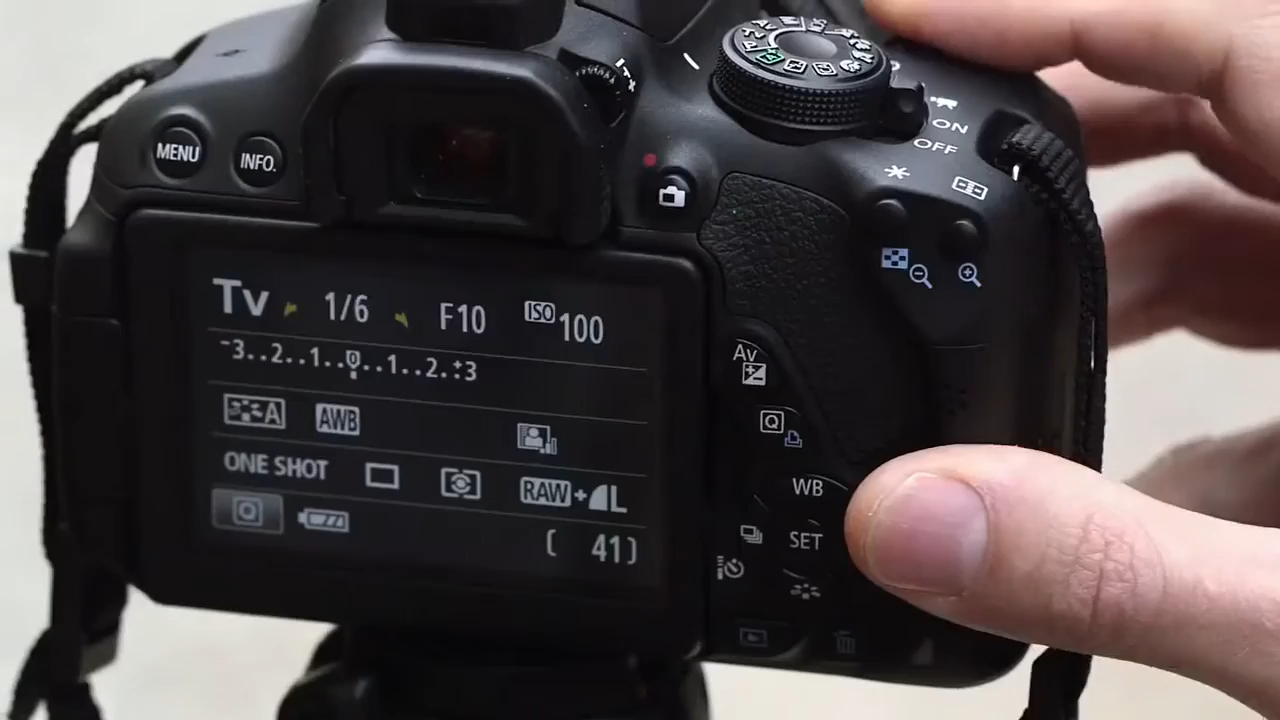 MENU
INFO.
ON
OFF
Tv 1/6 F10 ISO 100
-3..2..1..0..1..2.+3
A AWB
ONE SHOT RAW+L
Q
[ 41]
Av
Q
WB
SET